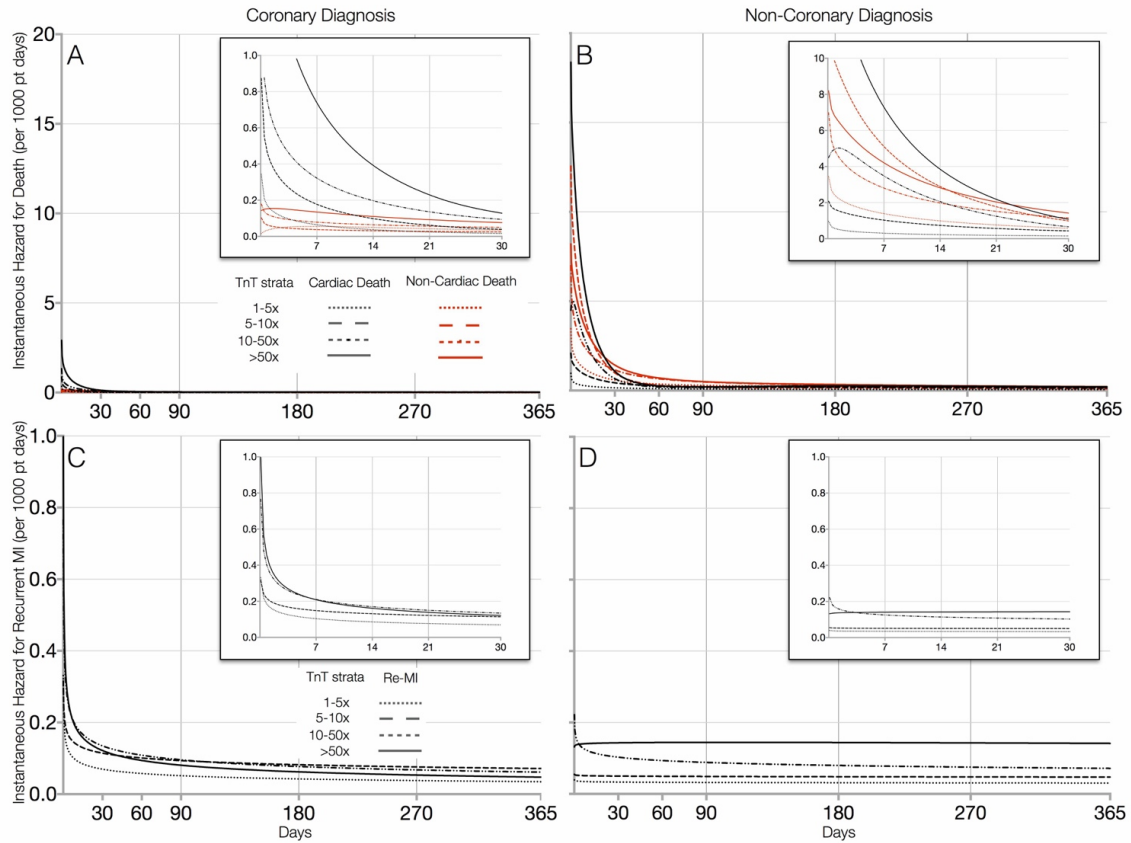 Coronary Diagnosis
Non-Coronary Diagnosis
Instantaneous Hazard for Death (per 1000 pt days)
20
15
10
5
0
A
1.0
0.8
0.6
0.4
0.2
0.0
7 14 21 30
TnT strata Cardiac Death Non-Cardiac Death
1-5x
5-10x
10-50x
>50x
30 60 90 180 270 365
B
10
8
6
4
2
0
7 14 21 30
30 60 90 180 270 365
Instantaneous Hazard for Recurrent MI (per 1000 pt days)
1.0
0.8
0.6
0.4
0.2
0.0
C
1.0
0.8
0.6
0.4
0.2
0.0
7 14 21 30
TnT strata Re-MI
1-5x
5-10x
10-50x
>50x
30 60 90 180 270 365
Days
D
1.0
0.8
0.6
0.4
0.2
0.0
7 14 21 30
30 60 90 180 270 365
Days